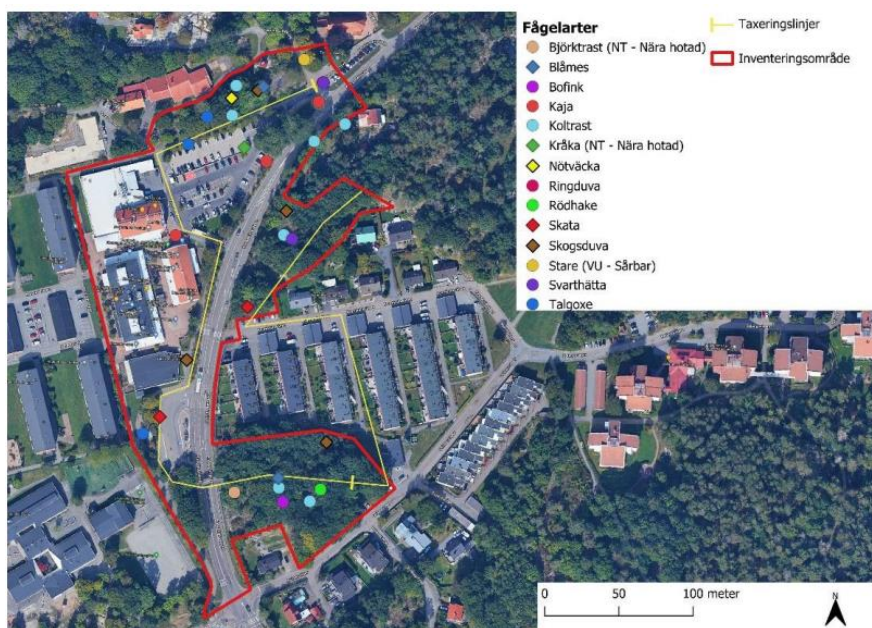 Fågelarter
Björktrast (NT - Nära hotad)
Blåmes
Bofink
Kaja
Koltrast
Kråka (NT - Nära hotad)
Nötväcka
Ringduva
Rödhake
Skata
Skogsduva
Stare (VU - Sårbar)
Svarthätta
Talgoxe
Taxeringslinjer
Inventeringsområde
0 50 100 meter
N